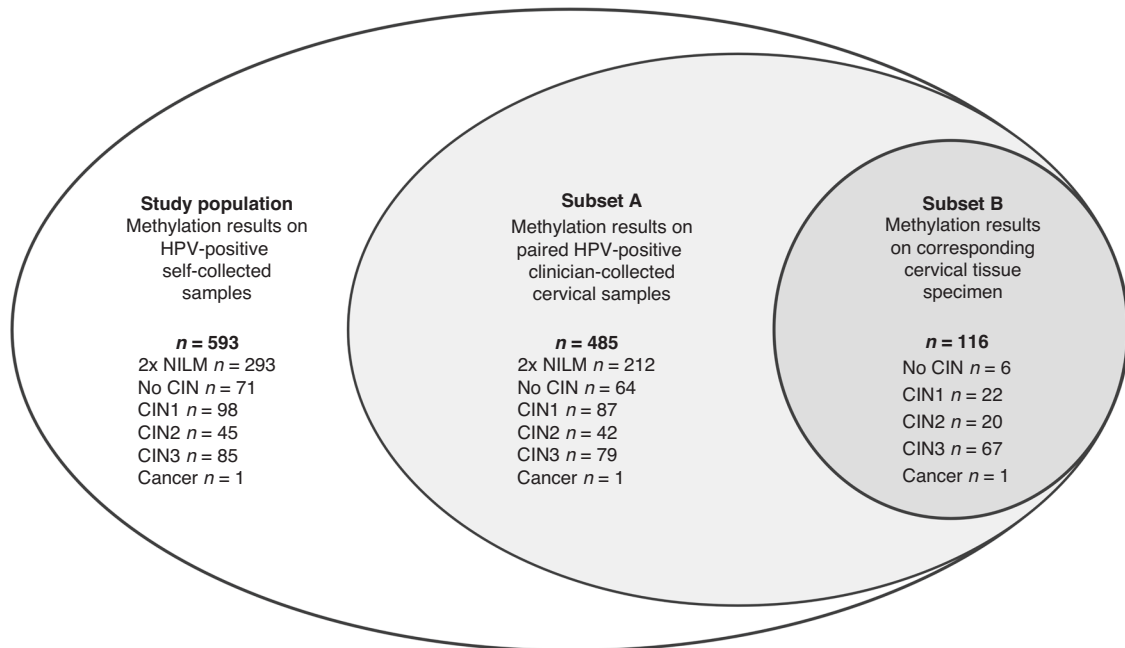 Study population
Methylation results on
HPV-positive
self-collected
samples
n = 593
2x NILM n = 293
No CIN n = 71
CIN1 n = 98
CIN2 n = 45
CIN3 n = 85
Cancer n = 1
Subset A
Methylation results on
paired HPV-positive
clinician-collected
cervical samples
n = 485
2x NILM n = 212
No CIN n = 64
CIN1 n = 87
CIN2 n = 42
CIN3 n = 79
Cancer n = 1
Subset B
Methylation results
on corresponding
cervical tissue
specimen
n = 116
No CIN n = 6
CIN1 n = 22
CIN2 n = 20
CIN3 n = 67
Cancer n = 1